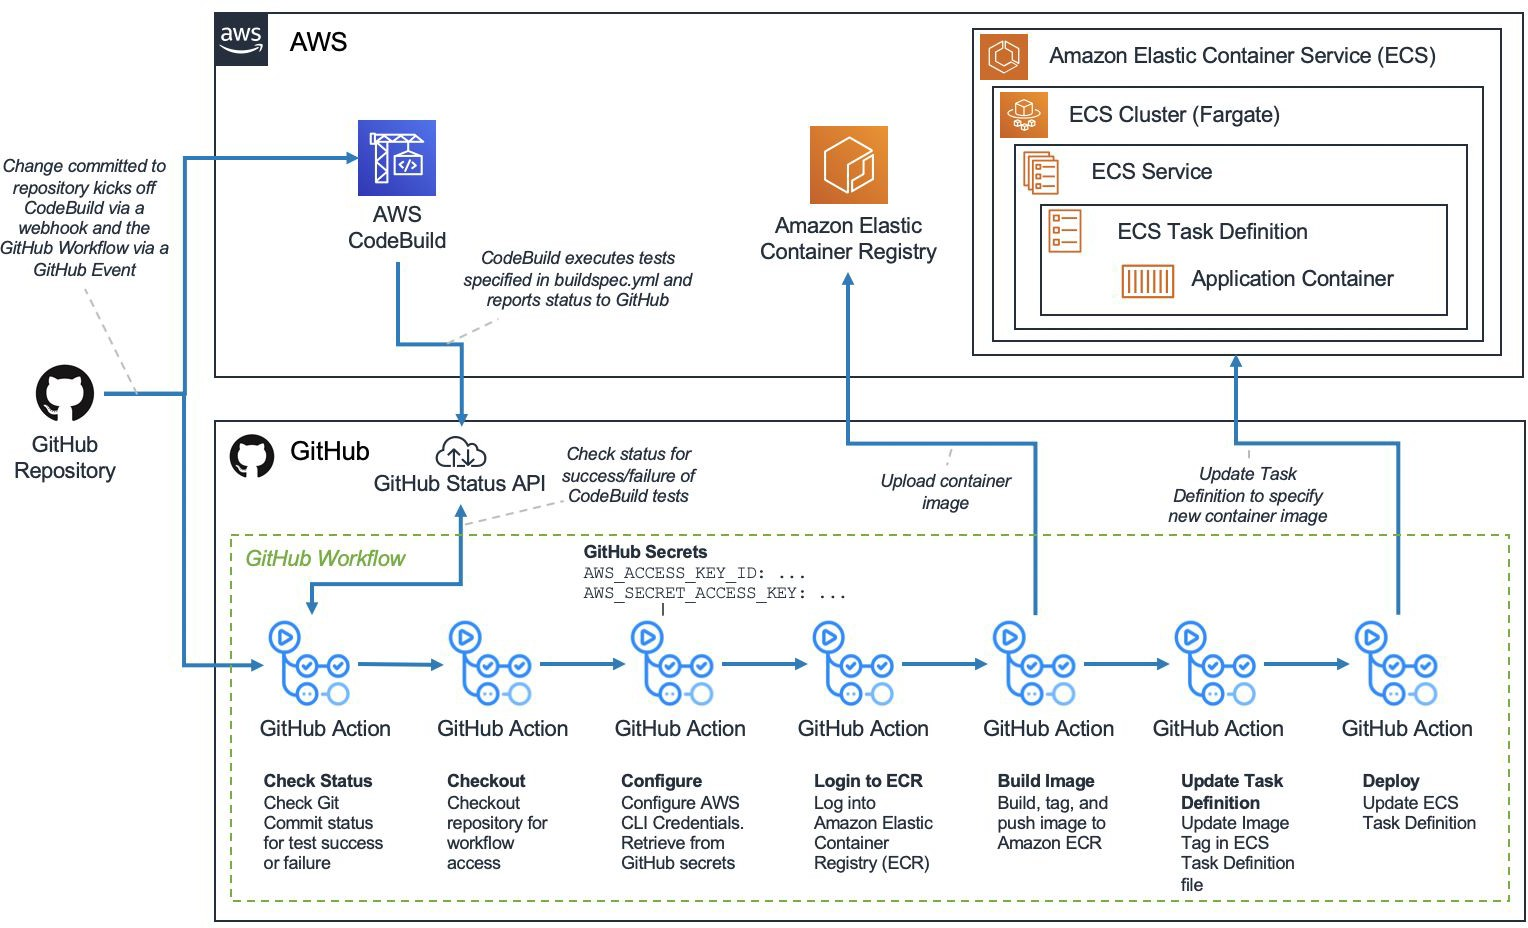 aws
AWS
Amazon Elastic Container Service (ECS)
ECS Cluster (Fargate)
ECS Service
ECS Task Definition
Application Container
Change committed to
repository kicks off
CodeBuild via a
webhook and the
GitHub Workflow via a
GitHub Event
AWS
CodeBuild
CodeBuild executes tests
specified in buildspec.yml and
reports status to GitHub
Amazon Elastic
Container Registry
GitHub
Repository
GitHub
GitHub Status API
Check status for
success/failure of
CodeBuild tests
Upload container
image
Update Task
Definition to specify
new container image
GitHub Workflow
GitHub Secrets
AWS_ACCESS_KEY_ID: ...
AWS_SECRET_ACCESS_KEY: ...
GitHub Action
Check Status
Check Git
Commit status
for test success
or failure
GitHub Action
Checkout
Checkout
repository for
workflow
access
GitHub Action
Configure
Configure AWS
CLI Credentials.
Retrieve from
GitHub secrets
GitHub Action
Login to ECR
Log into
Amazon Elastic
Container
Registry (ECR)
GitHub Action
Build Image
Build, tag, and
push image to
Amazon ECR
GitHub Action
Update Task
Definition
Update Image
Tag in ECS
Task Definition
file
GitHub Action
Deploy
Update ECS
Task Definition